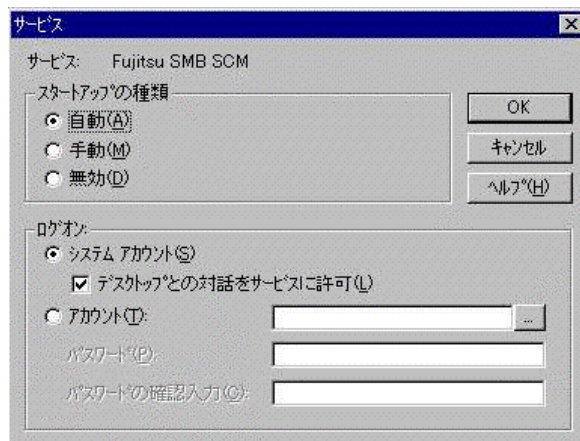 サービス
サービス: Fujitsu SMB SCM
スタートアップの種類
自動(A)
手動(M)
無効(D)
OK
キャンセル
ヘルプ(H)
ログオン:
システム アカウント(S)
デスクトップとの対話をサービスに許可(L)
アカウント(T):
...
パスワード(P):
パスワードの確認入力(C):